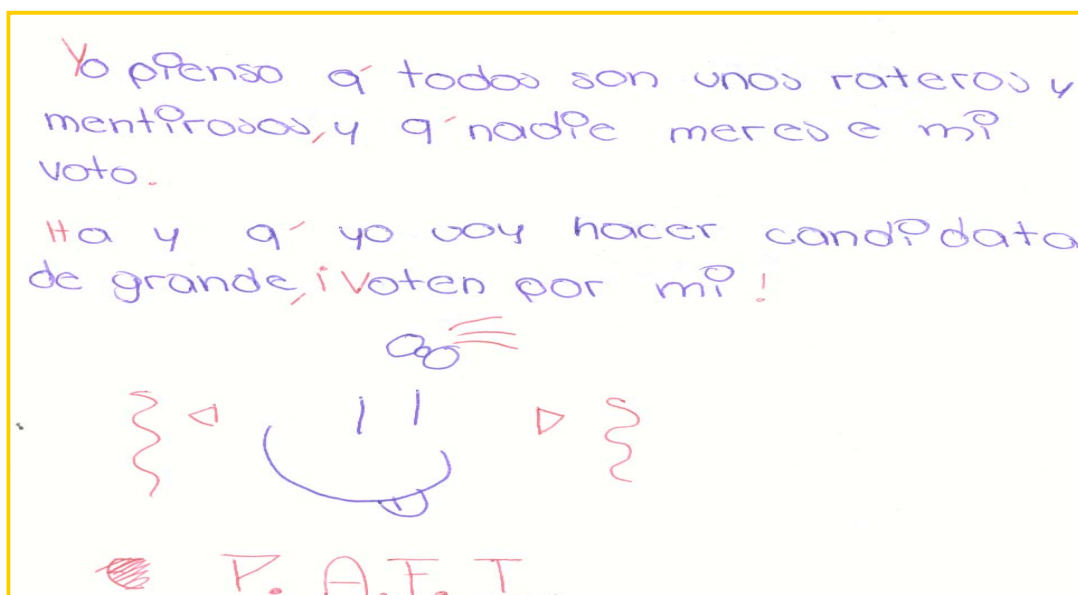 Yo pienso q' todos son unos rateros y
mentirosos, y q' nadie merese mi
voto.
Ha y q' yo voy hacer candidata
de grande, ¡Voten por mi!